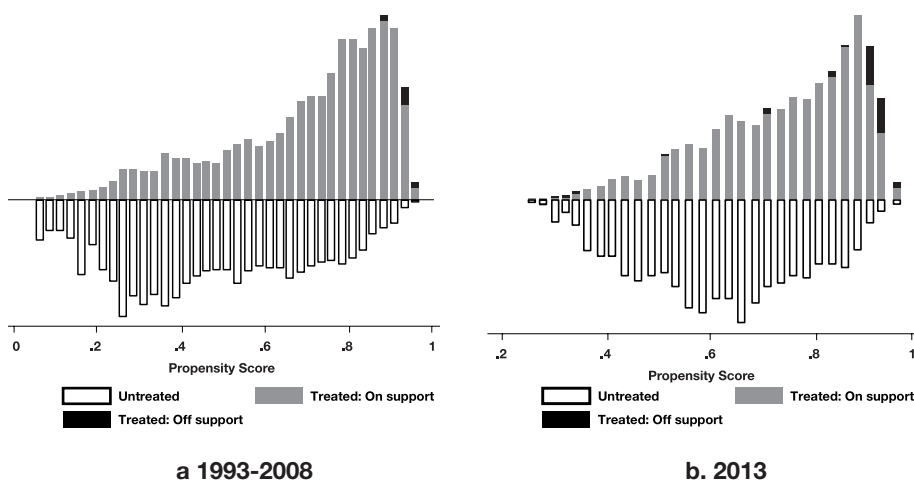 0 .2 .4 .6 .8 1
Propensity Score
Untreated Treated: On support
Treated: Off support
a 1993-2008
.2 .4 .6 .8 1
Propensity Score
Untreated Treated: On support
Treated: Off support
b. 2013